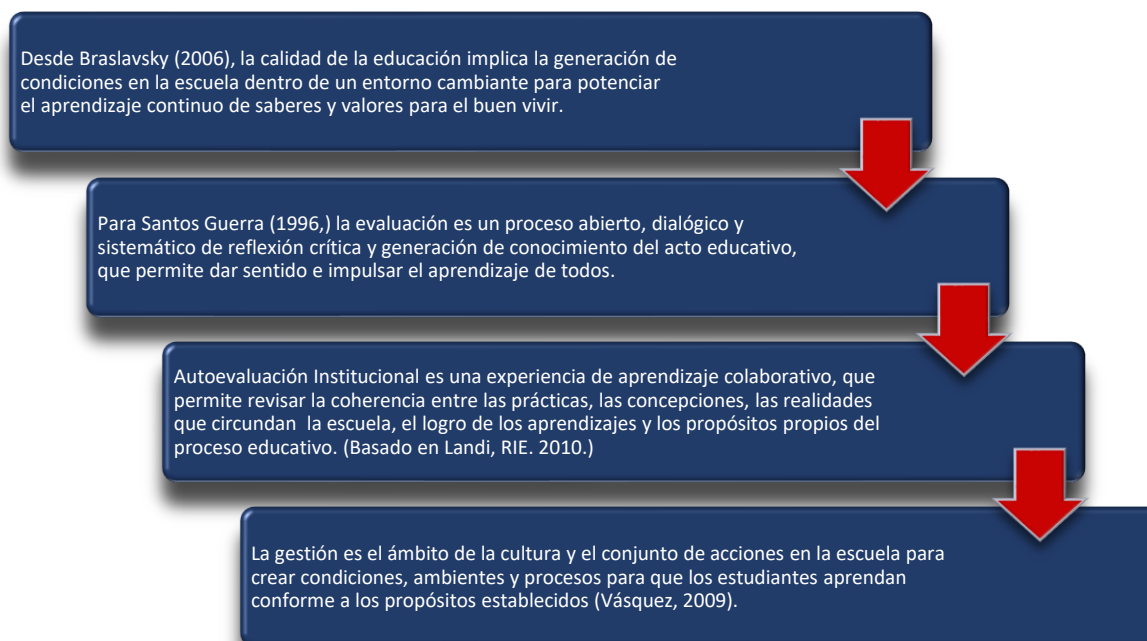 Desde Braslavsky (2006), la calidad de la educación implica la generación de
condiciones en la escuela dentro de un entorno cambiante para potenciar
el aprendizaje continuo de saberes y valores para el buen vivir.
Para Santos Guerra (1996,) la evaluación es un proceso abierto, dialógico y
sistemático de reflexión crítica y generación de conocimiento del acto educativo,
que permite dar sentido e impulsar el aprendizaje de todos.
Autoevaluación Institucional es una experiencia de aprendizaje colaborativo, que
permite revisar la coherencia entre las prácticas, las concepciones, las realidades
que circundan la escuela, el logro de los aprendizajes y los propósitos propios del
proceso educativo. (Basado en Landi, RIE. 2010.)
La gestión es el ámbito de la cultura y el conjunto de acciones en la escuela para
crear condiciones, ambientes y procesos para que los estudiantes aprendan
conforme a los propósitos establecidos (Vásquez, 2009).